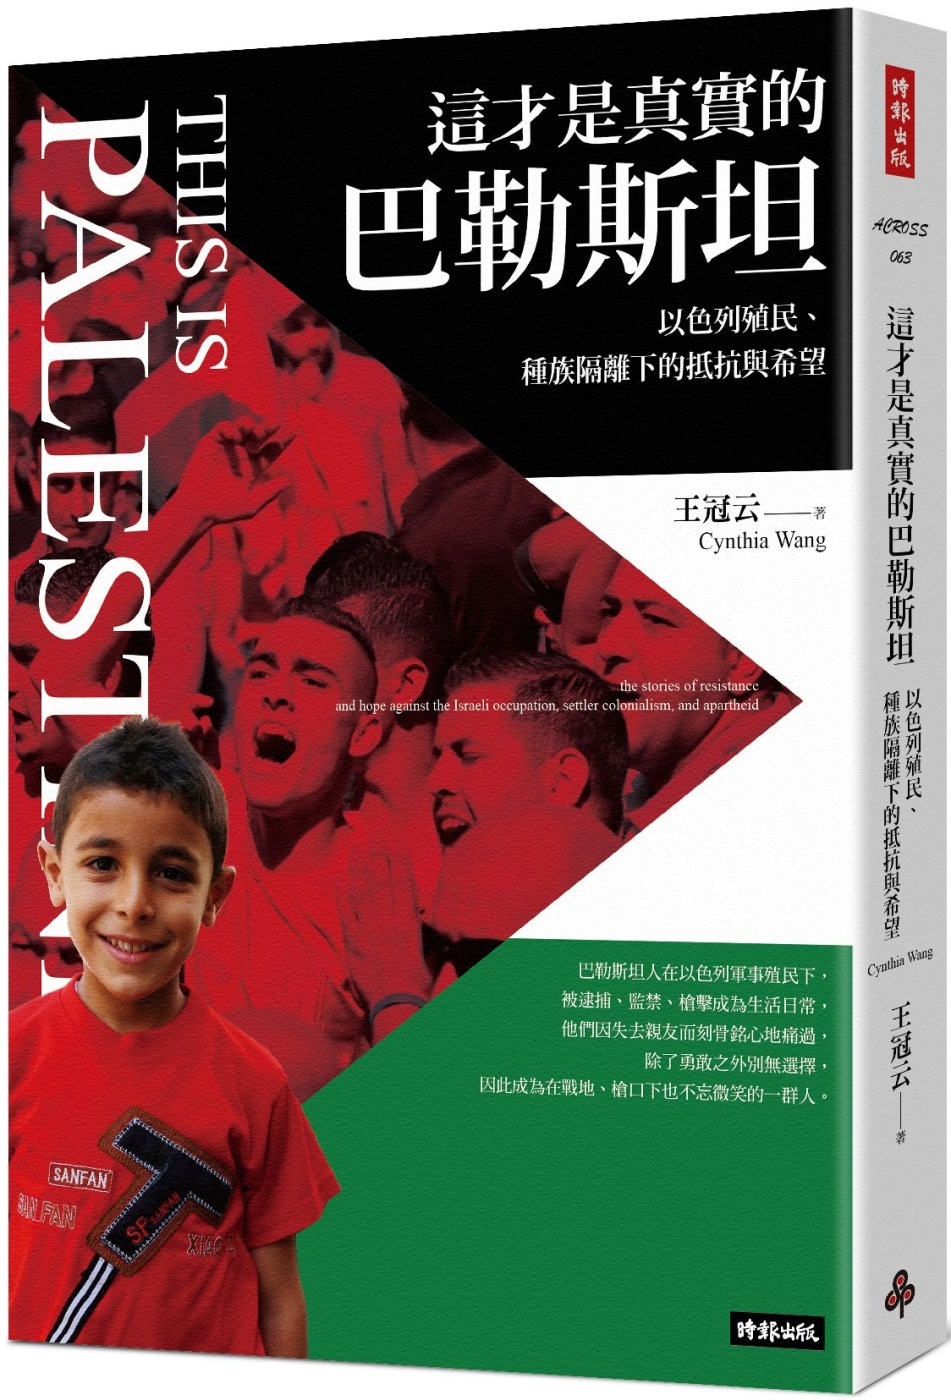 這才是真實的
巴勒斯坦
以色列殖民、
種族隔離下的抵抗與希望
THIS IS
PALESTINE
王冠云——著
Cynthia Wang
the stories of resistance
and hope against the Israeli occupation, settler colonialism, and apartheid
巴勒斯坦人在以色列軍事殖民下，
被逮捕、監禁、槍擊成為生活日常，
他們因失去親友而刻骨銘心地痛過，
除了勇敢之外別無選擇，
因此成為在戰地、槍口下也不忘微笑的一群人。
SANFAN
SAN FAN
SF SANFAN
時報出版
時報出版
ACROSS
063
這才是真實的巴勒斯坦
以色列殖民、
種族隔離下的抵抗與希望
Cynthia Wang
王冠云——著